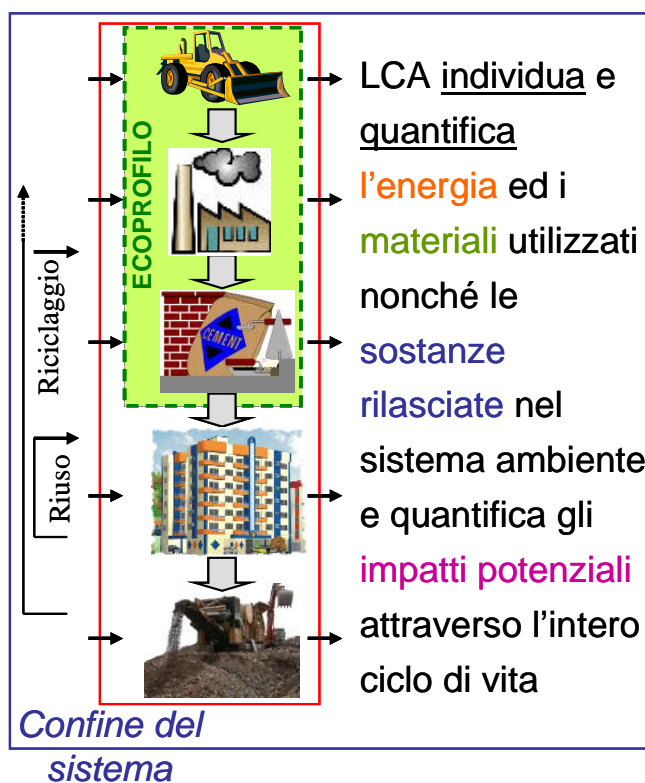 LCA individua e
quantifica
l'energia ed i
materiali utilizzati
nonché le
sostanze
rilasciate nel
sistema ambiente
e quantifica gli
impatti potenziali
attraverso l'intero
ciclo di vita
ECOPROFILO
CEMENT
Riciclaggio
Riuso
Confine del
sistema